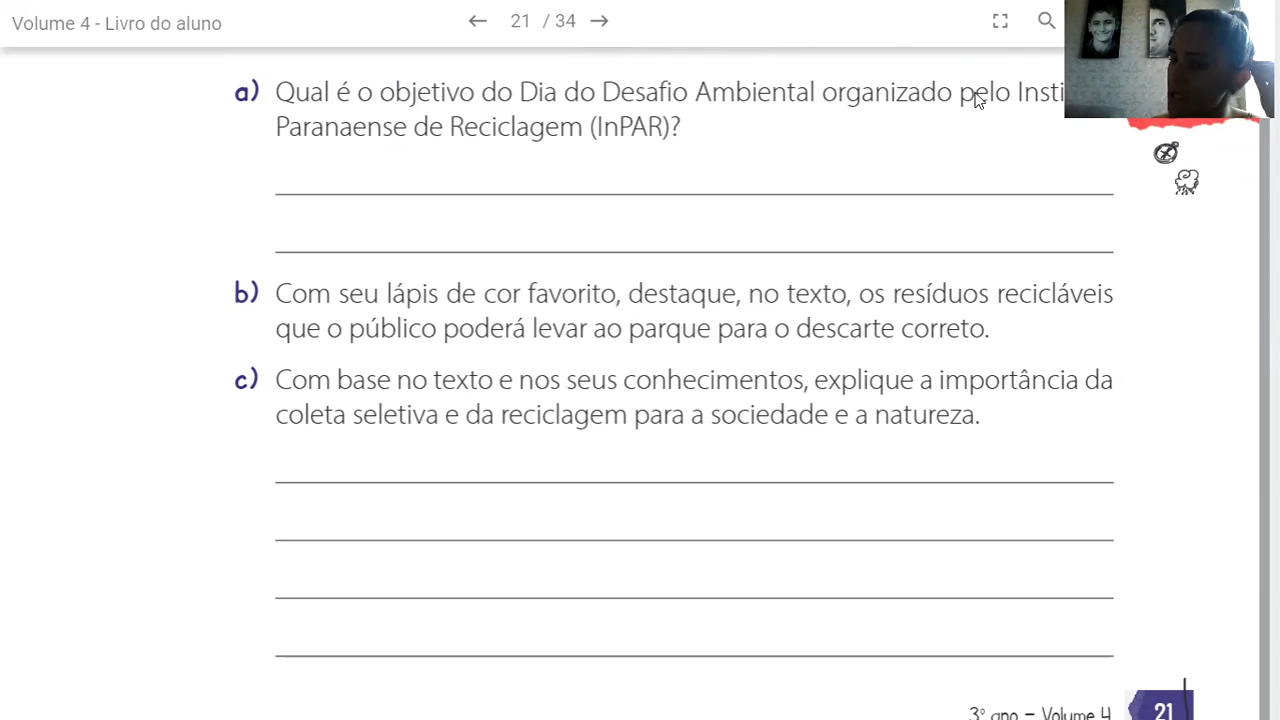 Volume 4 - Livro do aluno
21 / 34
a) Qual é o objetivo do Dia do Desafio Ambiental organizado pelo Insti
Paranaense de Reciclagem (InPAR)?
b) Com seu lápis de cor favorito, destaque, no texto, os resíduos recicláveis
que o público poderá levar ao parque para o descarte correto.
c) Com base no texto e nos seus conhecimentos, explique a importância da
coleta seletiva e da reciclagem para a sociedade e a natureza.
3º ano – Volume 4
21